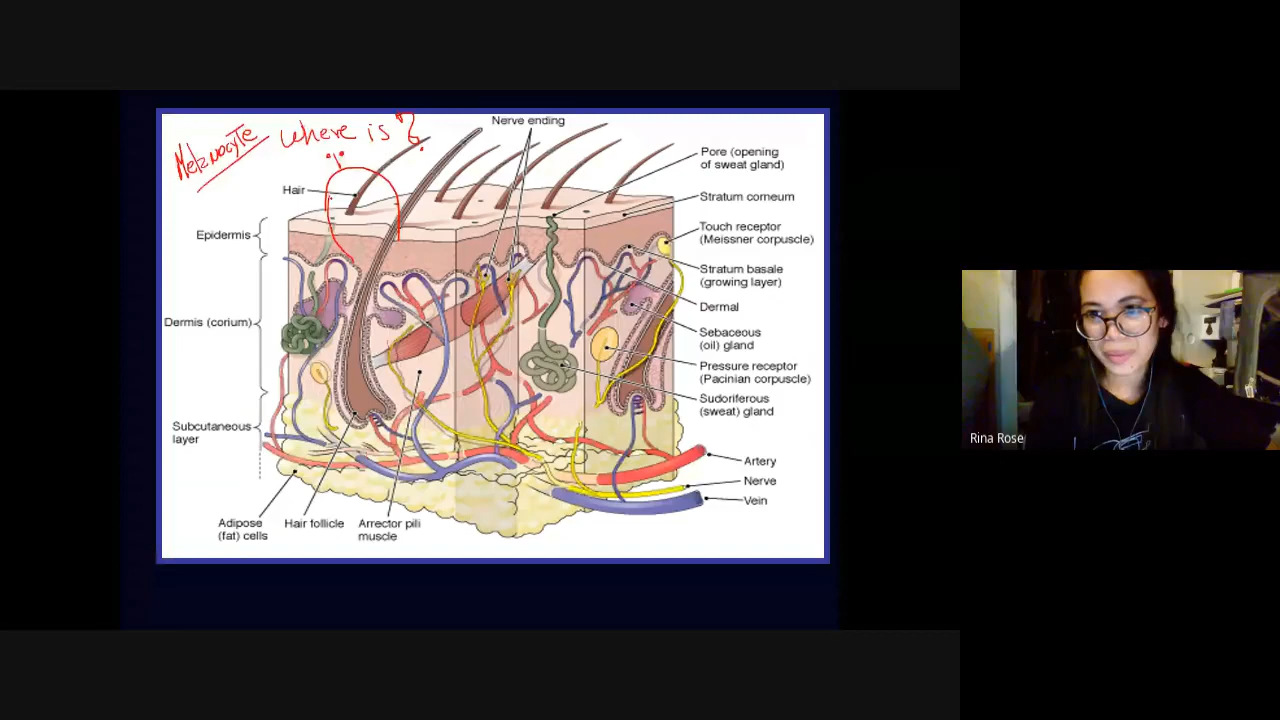 Melanocyte where is ?
Nerve ending
Pore (opening
of sweat gland)
Hair
Stratum corneum
Epidermis
Touch receptor
(Meissner corpuscle)
Stratum basale
(growing layer)
Dermal
Dermis (corium)
Sebaceous
(oil) gland
Pressure receptor
(Pacinian corpuscle)
Sudoriferous
(sweat) gland
Subcutaneous
layer
Artery
Nerve
Vein
Adipose
(fat) cells
Hair follicle
Arrector pili
muscle
Rina Rose